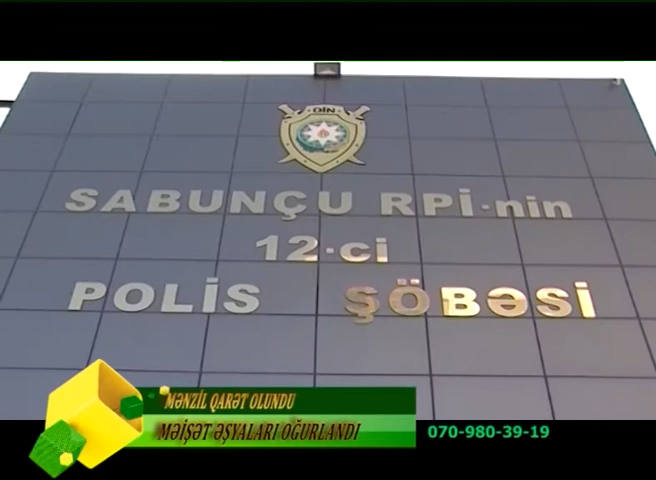 DİN
SABUNÇU RPİ-nin
12-ci
POLİS ŞÖBƏSİ
MƏNZİL QARƏT OLUNDU
MƏİŞƏT ƏŞYALARI OĞURLANDI
070-980-39-19